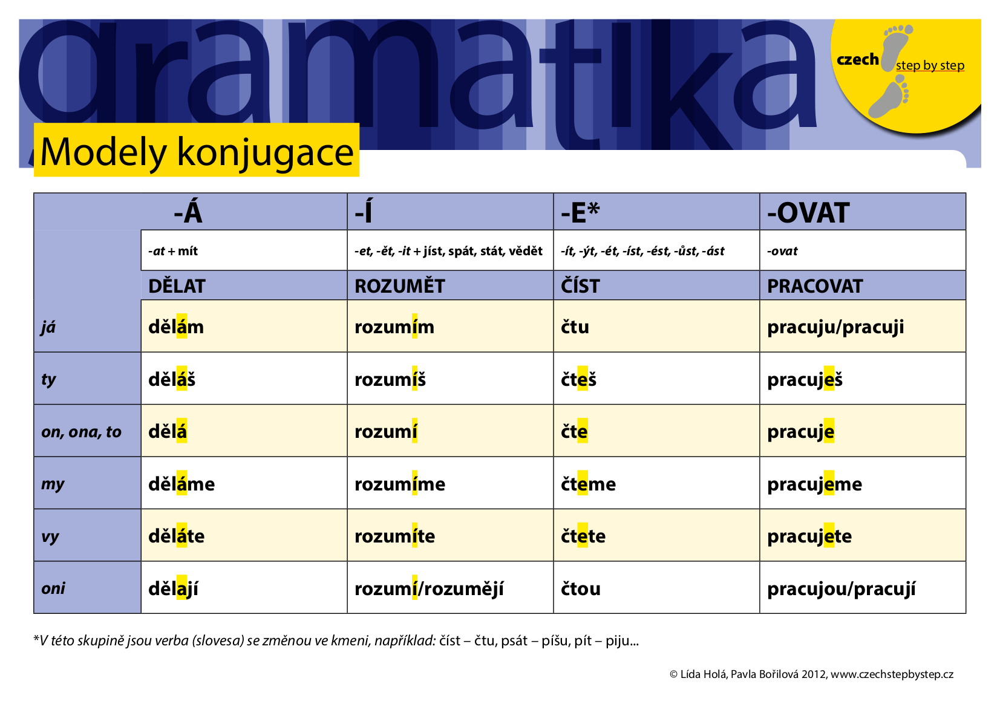 gramatika
czech
step by step
Modely konjugace
-Á -Í -E* -OVAT
-at + mít -et, -ět, -it + jíst, spát, stát, vědět -ít, -ýt, -ét, -íst, -ést, -ůst, -ást -ovat
DĚLAT ROZUMĚT ČÍST PRACOVAT
já dělám rozumím čtu pracuju/pracuji
ty děláš rozumíš čteš pracuješ
on, ona, to dělá rozumí čte pracuje
my děláme rozumíme čteme pracujeme
vy děláte rozumíte čtete pracujete
oni dělají rozumí/rozumějí čtou pracujou/pracují
*V této skupině jsou verba (slovesa) se změnou ve kmeni, například: číst – čtu, psát – píšu, pít – piju...
© Lída Holá, Pavla Bořilová 2012, www.czechstepbystep.cz